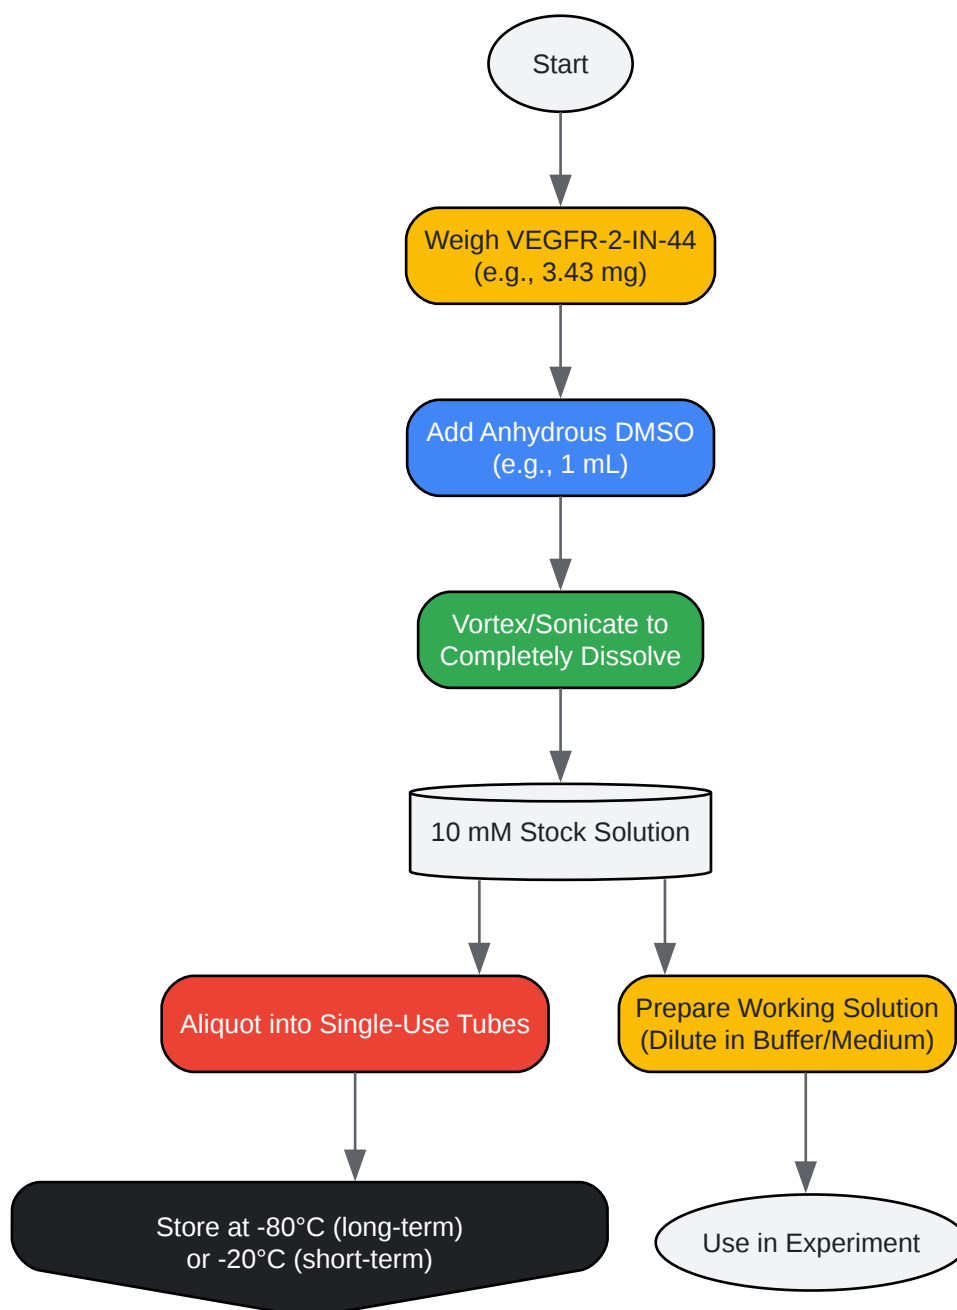 Start
Weigh VEGFR-2-IN-44
(e.g., 3.43 mg)
Add Anhydrous DMSO
(e.g., 1 mL)
Vortex/Sonicate to
Completely Dissolve
10 mM Stock Solution
Aliquot into Single-Use Tubes
Prepare Working Solution
(Dilute in Buffer/Medium)
Store at -80°C (long-term)
or -20°C (short-term)
Use in Experiment